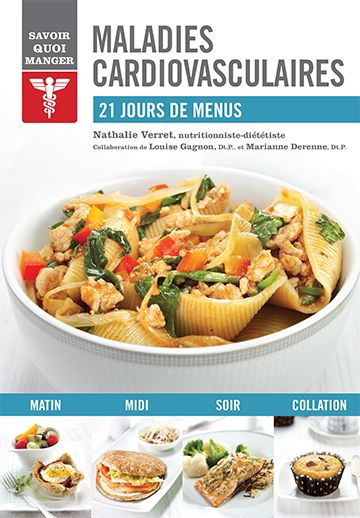 SAVOIR
QUOI
MANGER
MALADIES
CARDIOVASCULAIRES
21 JOURS DE MENUS
Nathalie Verret, nutritionniste-diététiste
Collaboration de Louise Gagnon, Dt.P., et Marianne Derenne, Dt.P.
MATIN
MIDI
SOIR
COLLATION